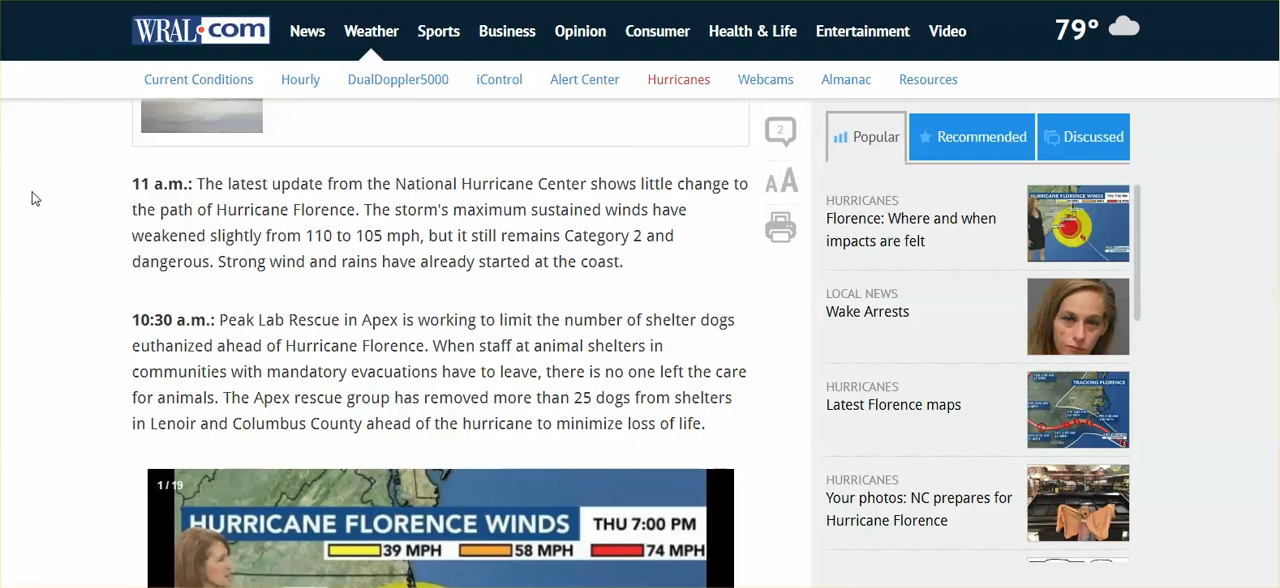 WRAL.com
News Weather Sports Business Opinion Consumer Health & Life Entertainment Video 79°
Current Conditions Hourly DualDoppler5000 iControl Alert Center Hurricanes Webcams Almanac Resources
2
AA
11 a.m.: The latest update from the National Hurricane Center shows little change to
the path of Hurricane Florence. The storm's maximum sustained winds have
weakened slightly from 110 to 105 mph, but it still remains Category 2 and
dangerous. Strong wind and rains have already started at the coast.
10:30 a.m.: Peak Lab Rescue in Apex is working to limit the number of shelter dogs
euthanized ahead of Hurricane Florence. When staff at animal shelters in
communities with mandatory evacuations have to leave, there is no one left the care
for animals. The Apex rescue group has removed more than 25 dogs from shelters
in Lenoir and Columbus County ahead of the hurricane to minimize loss of life.
1 / 19
HURRICANE FLORENCE WINDS THU 7:00 PM
39 MPH 58 MPH 74 MPH
Popular Recommended Discussed
HURRICANES
Florence: Where and when
impacts are felt
HURRICANE FLORENCE WINDS
LOCAL NEWS
Wake Arrests
HURRICANES
Latest Florence maps
TRACKING FLORENCE
HURRICANES
Your photos: NC prepares for
Hurricane Florence